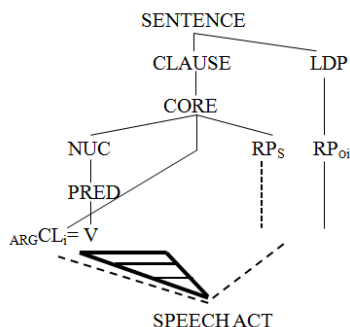 SENTENCE
CLAUSE LDP
CORE
NUC RPS RPOi
PRED
ARGCLi= V
SPEECH ACT